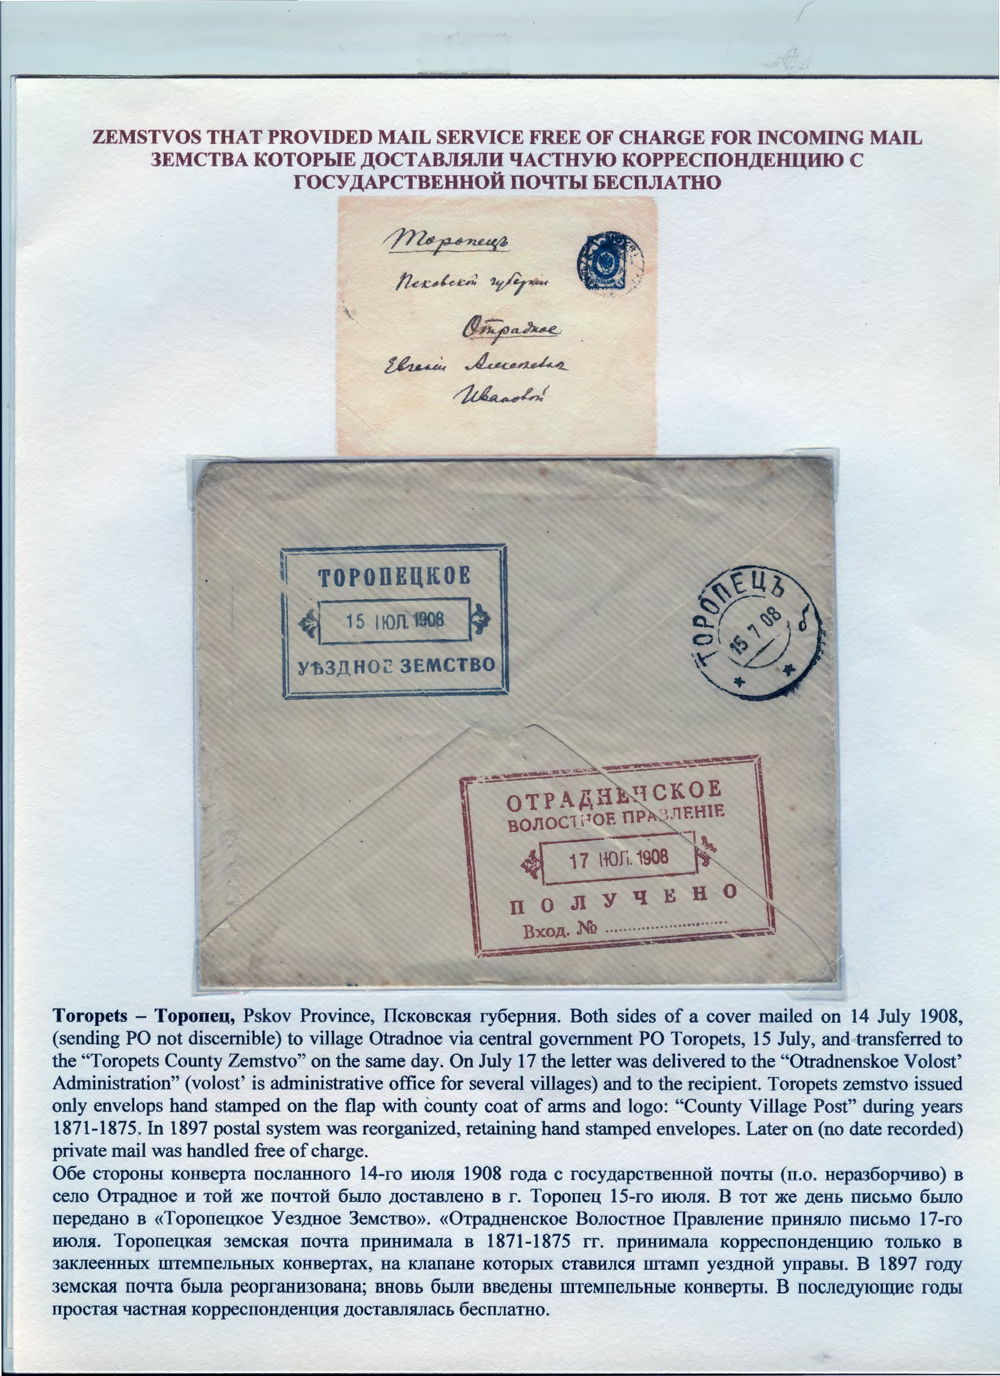 ZEMSTVOS THAT PROVIDED MAIL SERVICE FREE OF CHARGE FOR INCOMING MAIL
ЗЕМСТВА КОТОРЫЕ ДОСТАВЛЯЛИ ЧАСТНУЮ КОРРЕСПОНДЕНЦИЮ С
ГОСУДАРСТВЕННОЙ ПОЧТЫ БЕСПЛАТНО
Торопецъ
Псковской губернии
Отрадное
Евгеніи Алексѣевнѣ
Ивановой
ТОРОПЕЦКОЕ
15 ІЮЛ. 1908
УѢЗДНОЕ ЗЕМСТВО
ТОРОПЕЦЪ
15 7 08
ОТРАДНЕНСКОЕ
ВОЛОСТНОЕ ПРАВЛЕНІЕ
17 ІЮЛ. 1908
ПОЛУЧЕНО
Вход. №
Toropets – Торопец, Pskov Province, Псковская губерния. Both sides of a cover mailed on 14 July 1908,
(sending PO not discernible) to village Otradnoe via central government PO Toropets, 15 July, and transferred to
the “Toropets County Zemstvo” on the same day. On July 17 the letter was delivered to the “Otradnenskoe Volost’
Administration” (volost’ is administrative office for several villages) and to the recipient. Toropets zemstvo issued
only envelops hand stamped on the flap with county coat of arms and logo: “County Village Post” during years
1871-1875. In 1897 postal system was reorganized, retaining hand stamped envelopes. Later on (no date recorded)
private mail was handled free of charge.
Обе стороны конверта посланного 14-го июля 1908 года с государственной почты (п.о. неразборчиво) в
село Отрадное и той же почтой было доставлено в г. Торопец 15-го июля. В тот же день письмо было
передано в «Торопецкое Уездное Земство». «Отрадненское Волостное Правление приняло письмо 17-го
июля. Торопецкая земская почта принимала в 1871-1875 гг. принимала корреспонденцию только в
заклеенных штемпельных конвертах, на клапане которых ставился штамп уездной управы. В 1897 году
земская почта была реорганизована; вновь были введены штемпельные конверты. В последующие годы
простая частная корреспонденция доставлялась бесплатно.